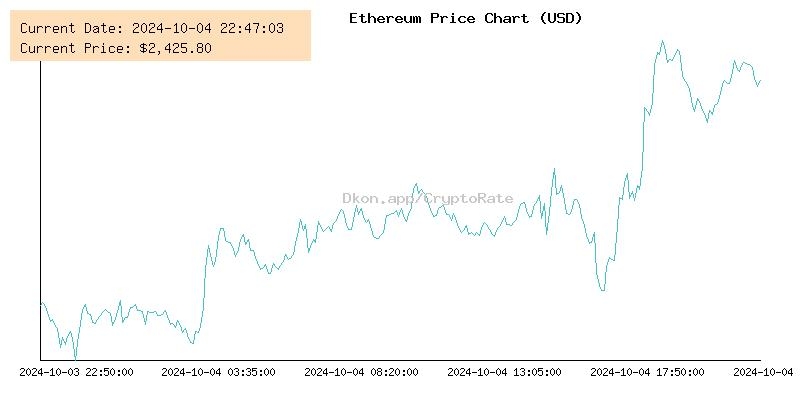 Ethereum Price Chart (USD)
Current Date: 2024-10-04 22:47:03
Current Price: $2,425.80
Dkon.app/CryptoRate
2024-10-03 22:50:00 2024-10-04 03:35:00 2024-10-04 08:20:00 2024-10-04 13:05:00 2024-10-04 17:50:00 2024-10-04